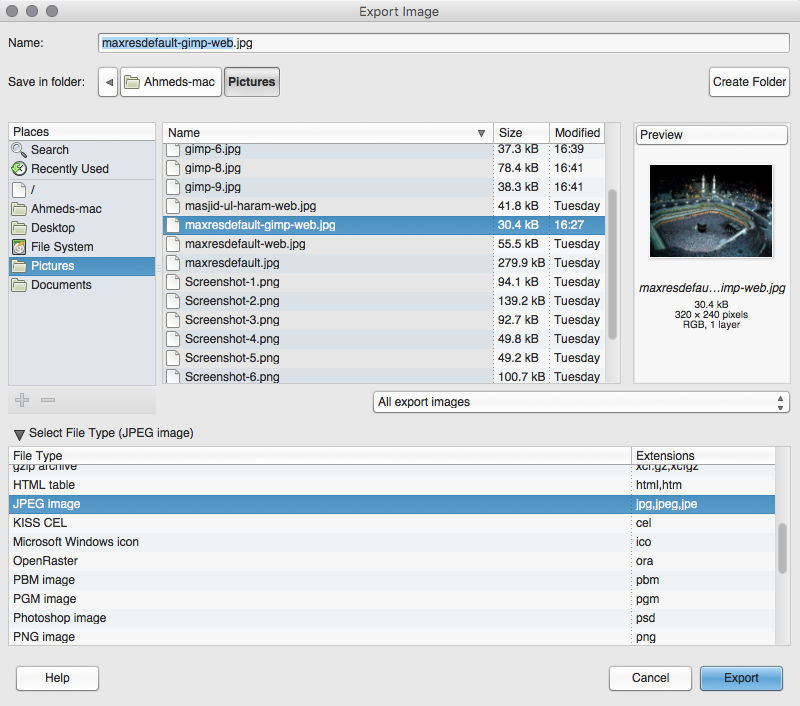 Export Image
Name: maxresdefault-gimp-web.jpg
Save in folder: Ahmeds-mac Pictures Create Folder
Places
Search
Recently Used
/
Ahmeds-mac
Desktop
File System
Pictures
Documents
Name Size Modified
gimp-6.jpg 37.3 kB 16:39
gimp-8.jpg 78.4 kB 16:41
gimp-9.jpg 38.3 kB 16:41
masjid-ul-haram-web.jpg 41.8 kB Tuesday
maxresdefault-gimp-web.jpg 30.4 kB 16:27
maxresdefault-web.jpg 55.5 kB Tuesday
maxresdefault.jpg 279.9 kB Tuesday
Screenshot-1.png 94.1 kB Tuesday
Screenshot-2.png 139.2 kB Tuesday
Screenshot-3.png 92.7 kB Tuesday
Screenshot-4.png 49.8 kB Tuesday
Screenshot-5.png 49.2 kB Tuesday
Screenshot-6.png 100.7 kB Tuesday
Preview
maxresdefau…imp-web.jpg
30.4 kB
320 × 240 pixels
RGB, 1 layer
All export images
Select File Type (JPEG image)
File Type Extensions
gzip archive xcf.gz,xcfgz
HTML table html,htm
JPEG image jpg,jpeg,jpe
KISS CEL cel
Microsoft Windows icon ico
OpenRaster ora
PBM image pbm
PGM image pgm
Photoshop image psd
PNG image png
Help Cancel Export